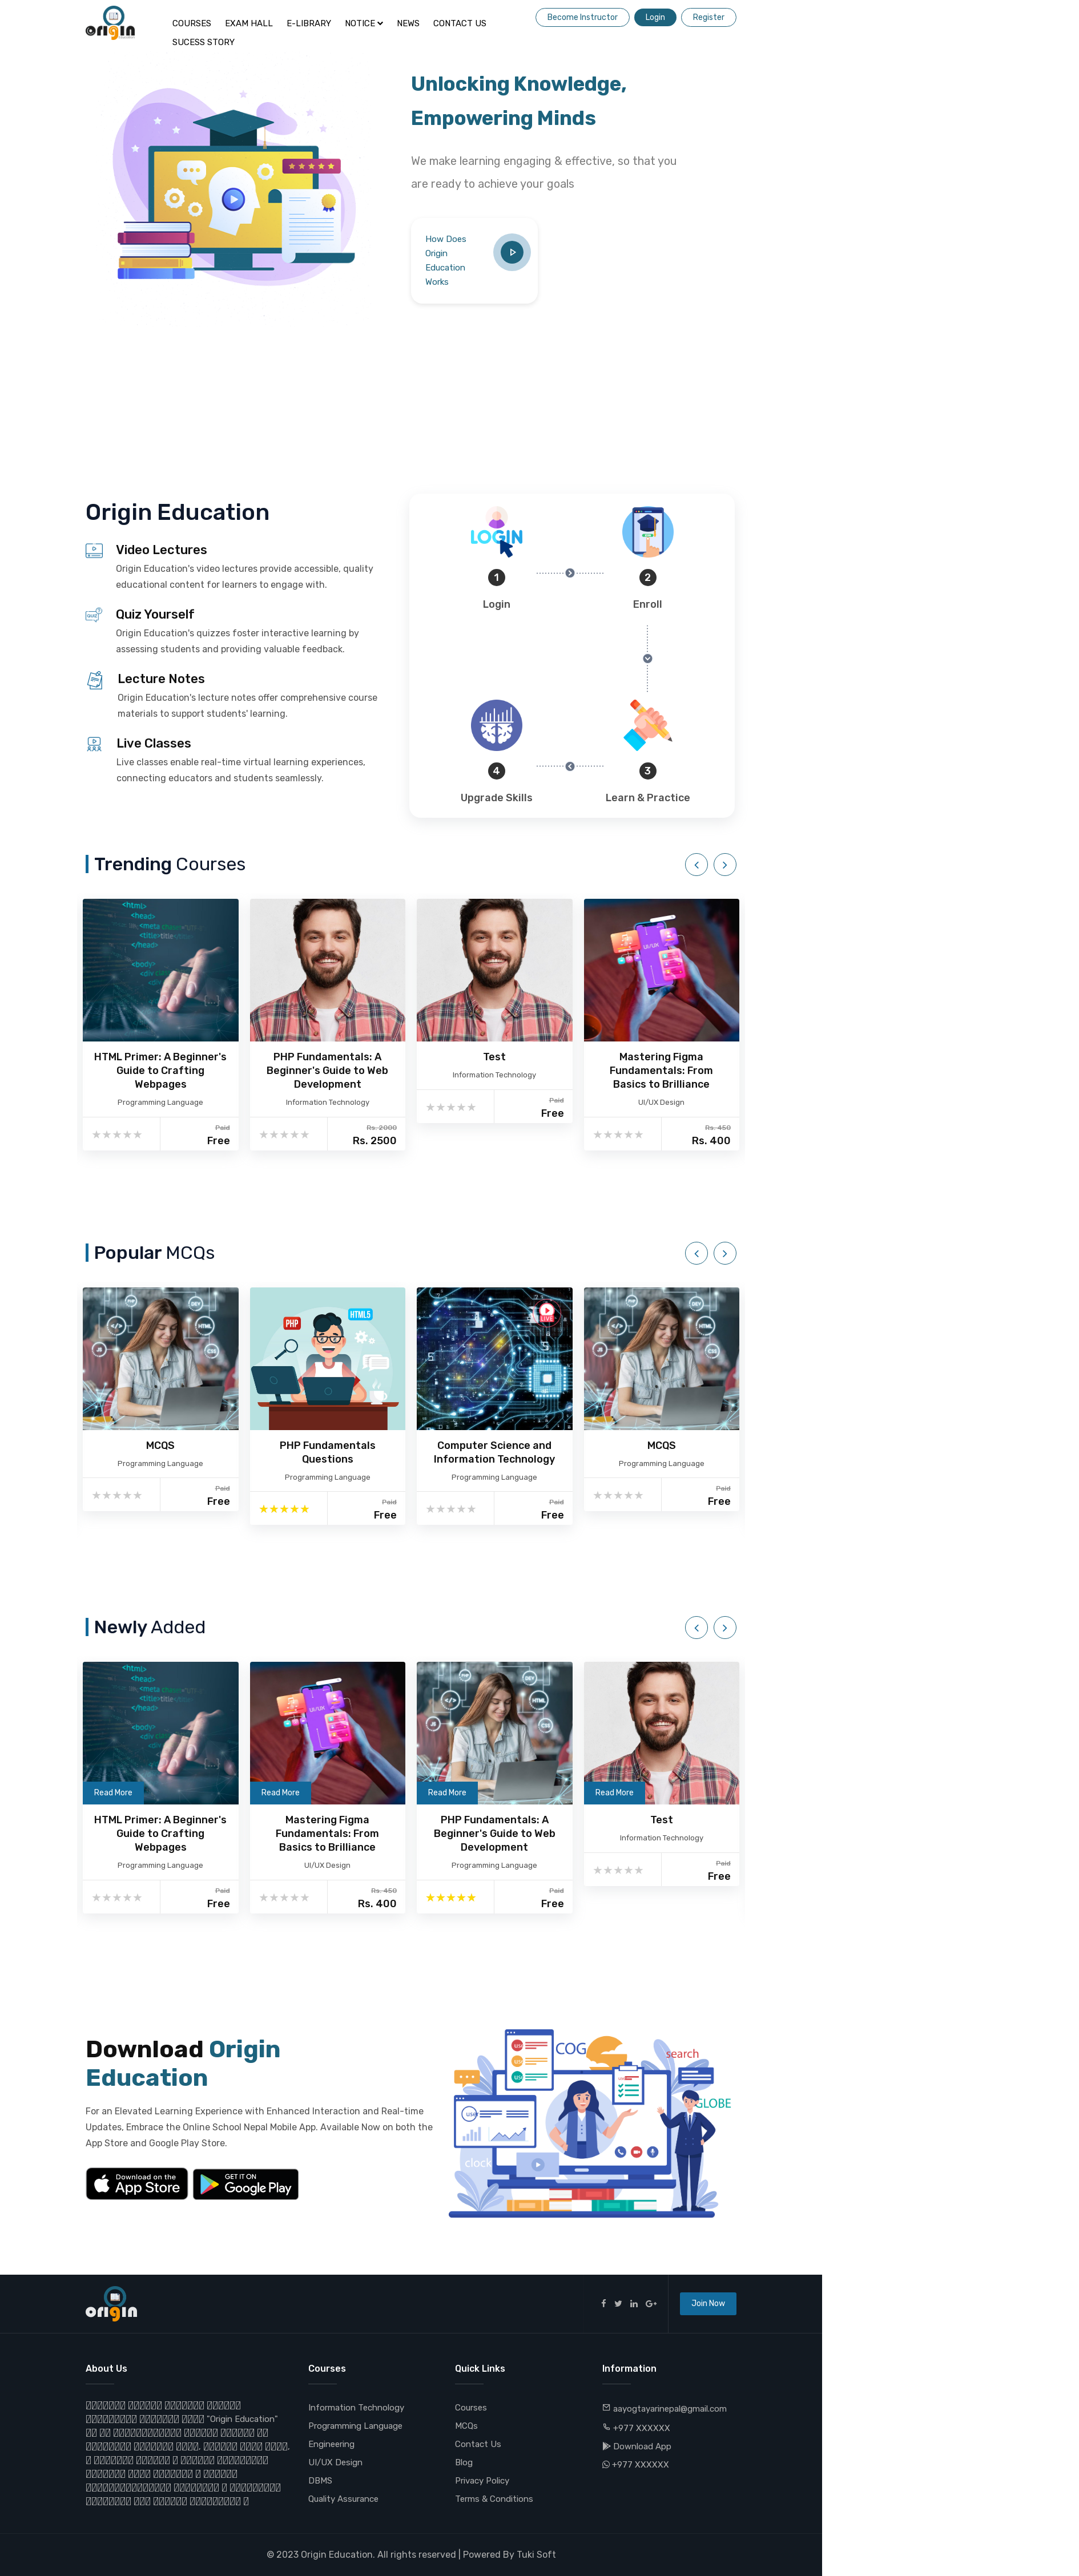 origin
COURSES EXAM HALL E-LIBRARY NOTICE NEWS CONTACT US
SUCESS STORY
Become Instructor Login Register
Unlocking Knowledge,
Empowering Minds
We make learning engaging & effective, so that you
are ready to achieve your goals
How Does
Origin
Education
Works
Origin Education
Video Lectures
Origin Education's video lectures provide accessible, quality
educational content for learners to engage with.
Quiz Yourself
Origin Education's quizzes foster interactive learning by
assessing students and providing valuable feedback.
Lecture Notes
Origin Education's lecture notes offer comprehensive course
materials to support students' learning.
Live Classes
Live classes enable real-time virtual learning experiences,
connecting educators and students seamlessly.
LOGIN
1 2
Login Enroll
4 3
Upgrade Skills Learn & Practice
Trending Courses
HTML Primer: A Beginner's
Guide to Crafting
Webpages
Programming Language
Paid
Free
PHP Fundamentals: A
Beginner's Guide to Web
Development
Information Technology
Rs. 2000
Rs. 2500
Test
Information Technology
Paid
Free
Mastering Figma
Fundamentals: From
Basics to Brilliance
UI/UX Design
Rs. 450
Rs. 400
Popular MCQs
MCQS
Programming Language
Paid
Free
PHP HTML5
PHP Fundamentals
Questions
Programming Language
Paid
Free
LIVE
Computer Science and
Information Technology
Programming Language
Paid
Free
MCQS
Programming Language
Paid
Free
Newly Added
Read More
HTML Primer: A Beginner's
Guide to Crafting
Webpages
Programming Language
Paid
Free
Read More
Mastering Figma
Fundamentals: From
Basics to Brilliance
UI/UX Design
Rs. 450
Rs. 400
Read More
PHP Fundamentals: A
Beginner's Guide to Web
Development
Programming Language
Paid
Free
Read More
Test
Information Technology
Paid
Free
Download Origin
Education
For an Elevated Learning Experience with Enhanced Interaction and Real-time
Updates, Embrace the Online School Nepal Mobile App. Available Now on both the
App Store and Google Play Store.
Download on the
App Store
GET IT ON
Google Play
COG
search
GLOBE
USER
clock
origin
Join Now
About Us
"Origin Education"
Courses
Information Technology
Programming Language
Engineering
UI/UX Design
DBMS
Quality Assurance
Quick Links
Courses
MCQs
Contact Us
Blog
Privacy Policy
Terms & Conditions
Information
aayogtayarinepal@gmail.com
+977 XXXXXX
Download App
+977 XXXXXX
© 2023 Origin Education. All rights reserved | Powered By Tuki Soft